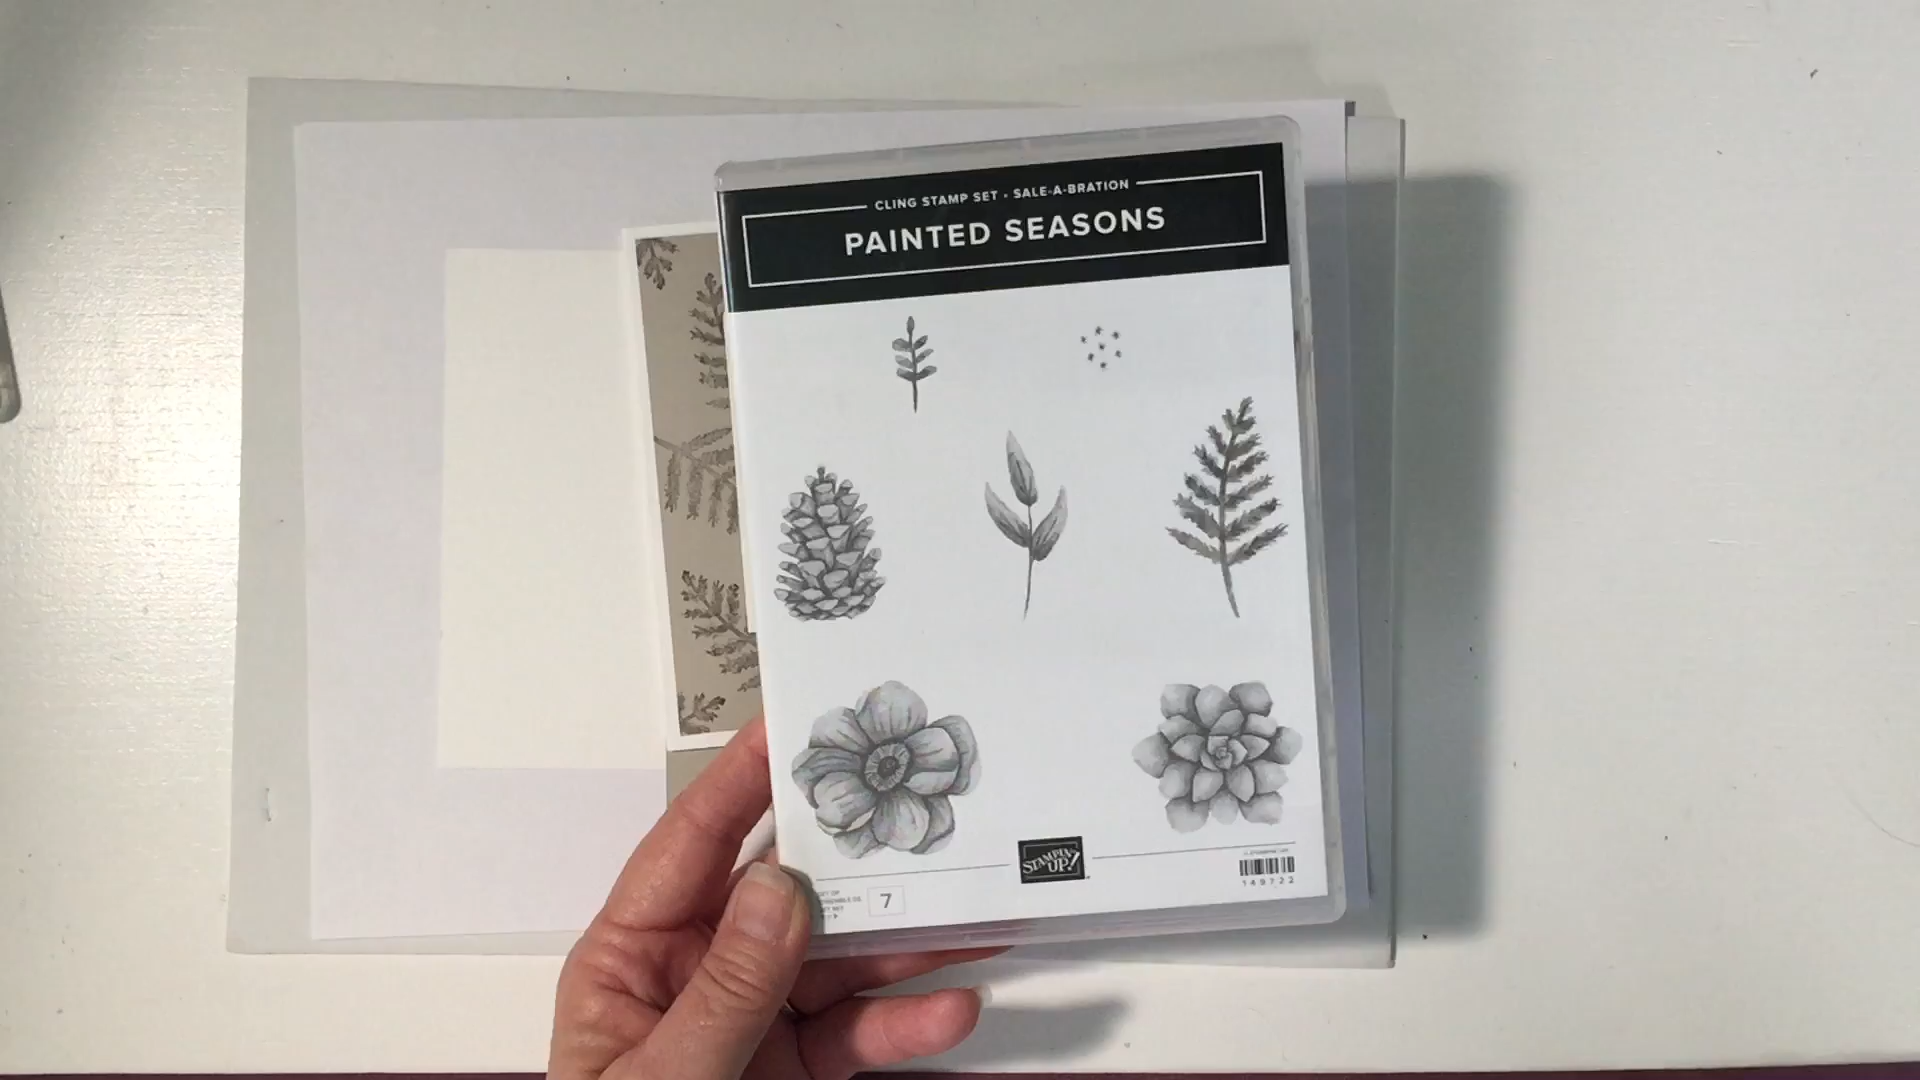 CLING STAMP SET • SALE-A-BRATION
PAINTED SEASONS
STAMPIN' UP!
7
149722